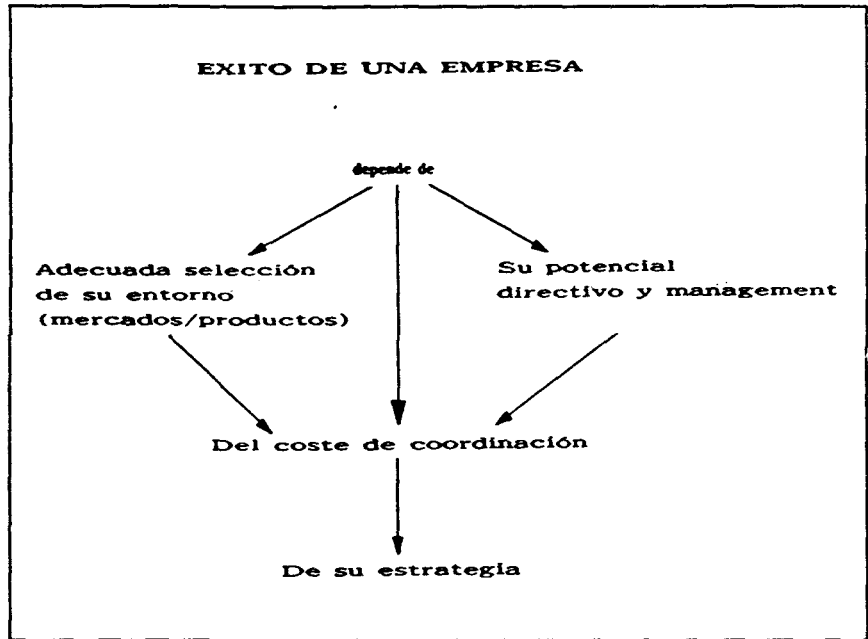 EXITO DE UNA EMPRESA
depende de
Adecuada selección
de su entorno
(mercados/productos)
Su potencial
directivo y management
Del coste de coordinación
De su estrategia